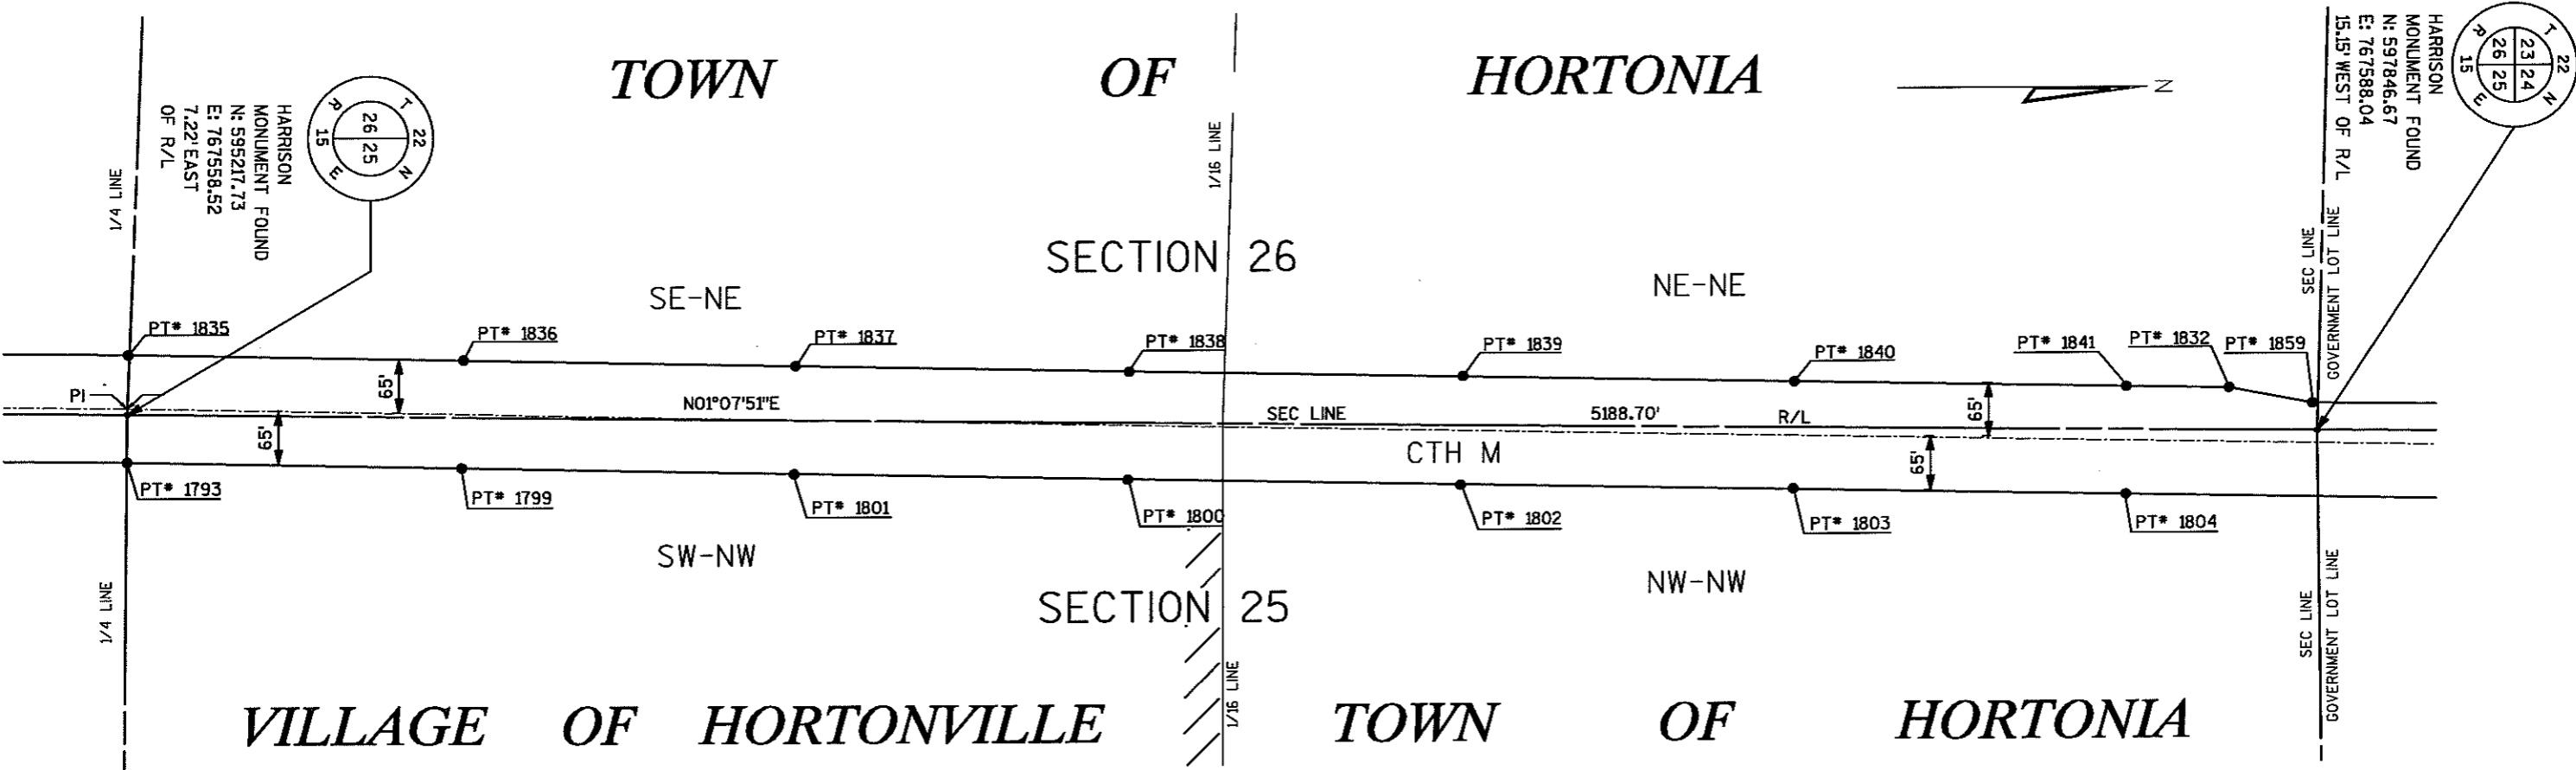 TOWN OF HORTONIA
N
HARRISON
MONUMENT FOUND
N: 597846.67
E: 767588.04
15.15' WEST OF R/L
T 22 N
R 15 E
23 24
26 25
HARRISON
MONUMENT FOUND
N: 595217.73
E: 767558.52
7.22' EAST
OF R/L
T 22 N
R 15 E
26 25
1/4 LINE
1/16 LINE
SEC LINE
GOVERNMENT LOT LINE
SECTION 26
SE-NE
NE-NE
PT# 1835
PT# 1836
PT# 1837
PT# 1838
PT# 1839
PT# 1840
PT# 1841
PT# 1832
PT# 1859
PI
65'
65'
N01°07'51"E
SEC LINE
5188.70'
R/L
65'
65'
CTH M
PT# 1793
PT# 1799
PT# 1801
PT# 1800
PT# 1802
PT# 1803
PT# 1804
SW-NW
NW-NW
SECTION 25
1/4 LINE
1/16 LINE
SEC LINE
GOVERNMENT LOT LINE
VILLAGE OF HORTONVILLE
TOWN OF HORTONIA